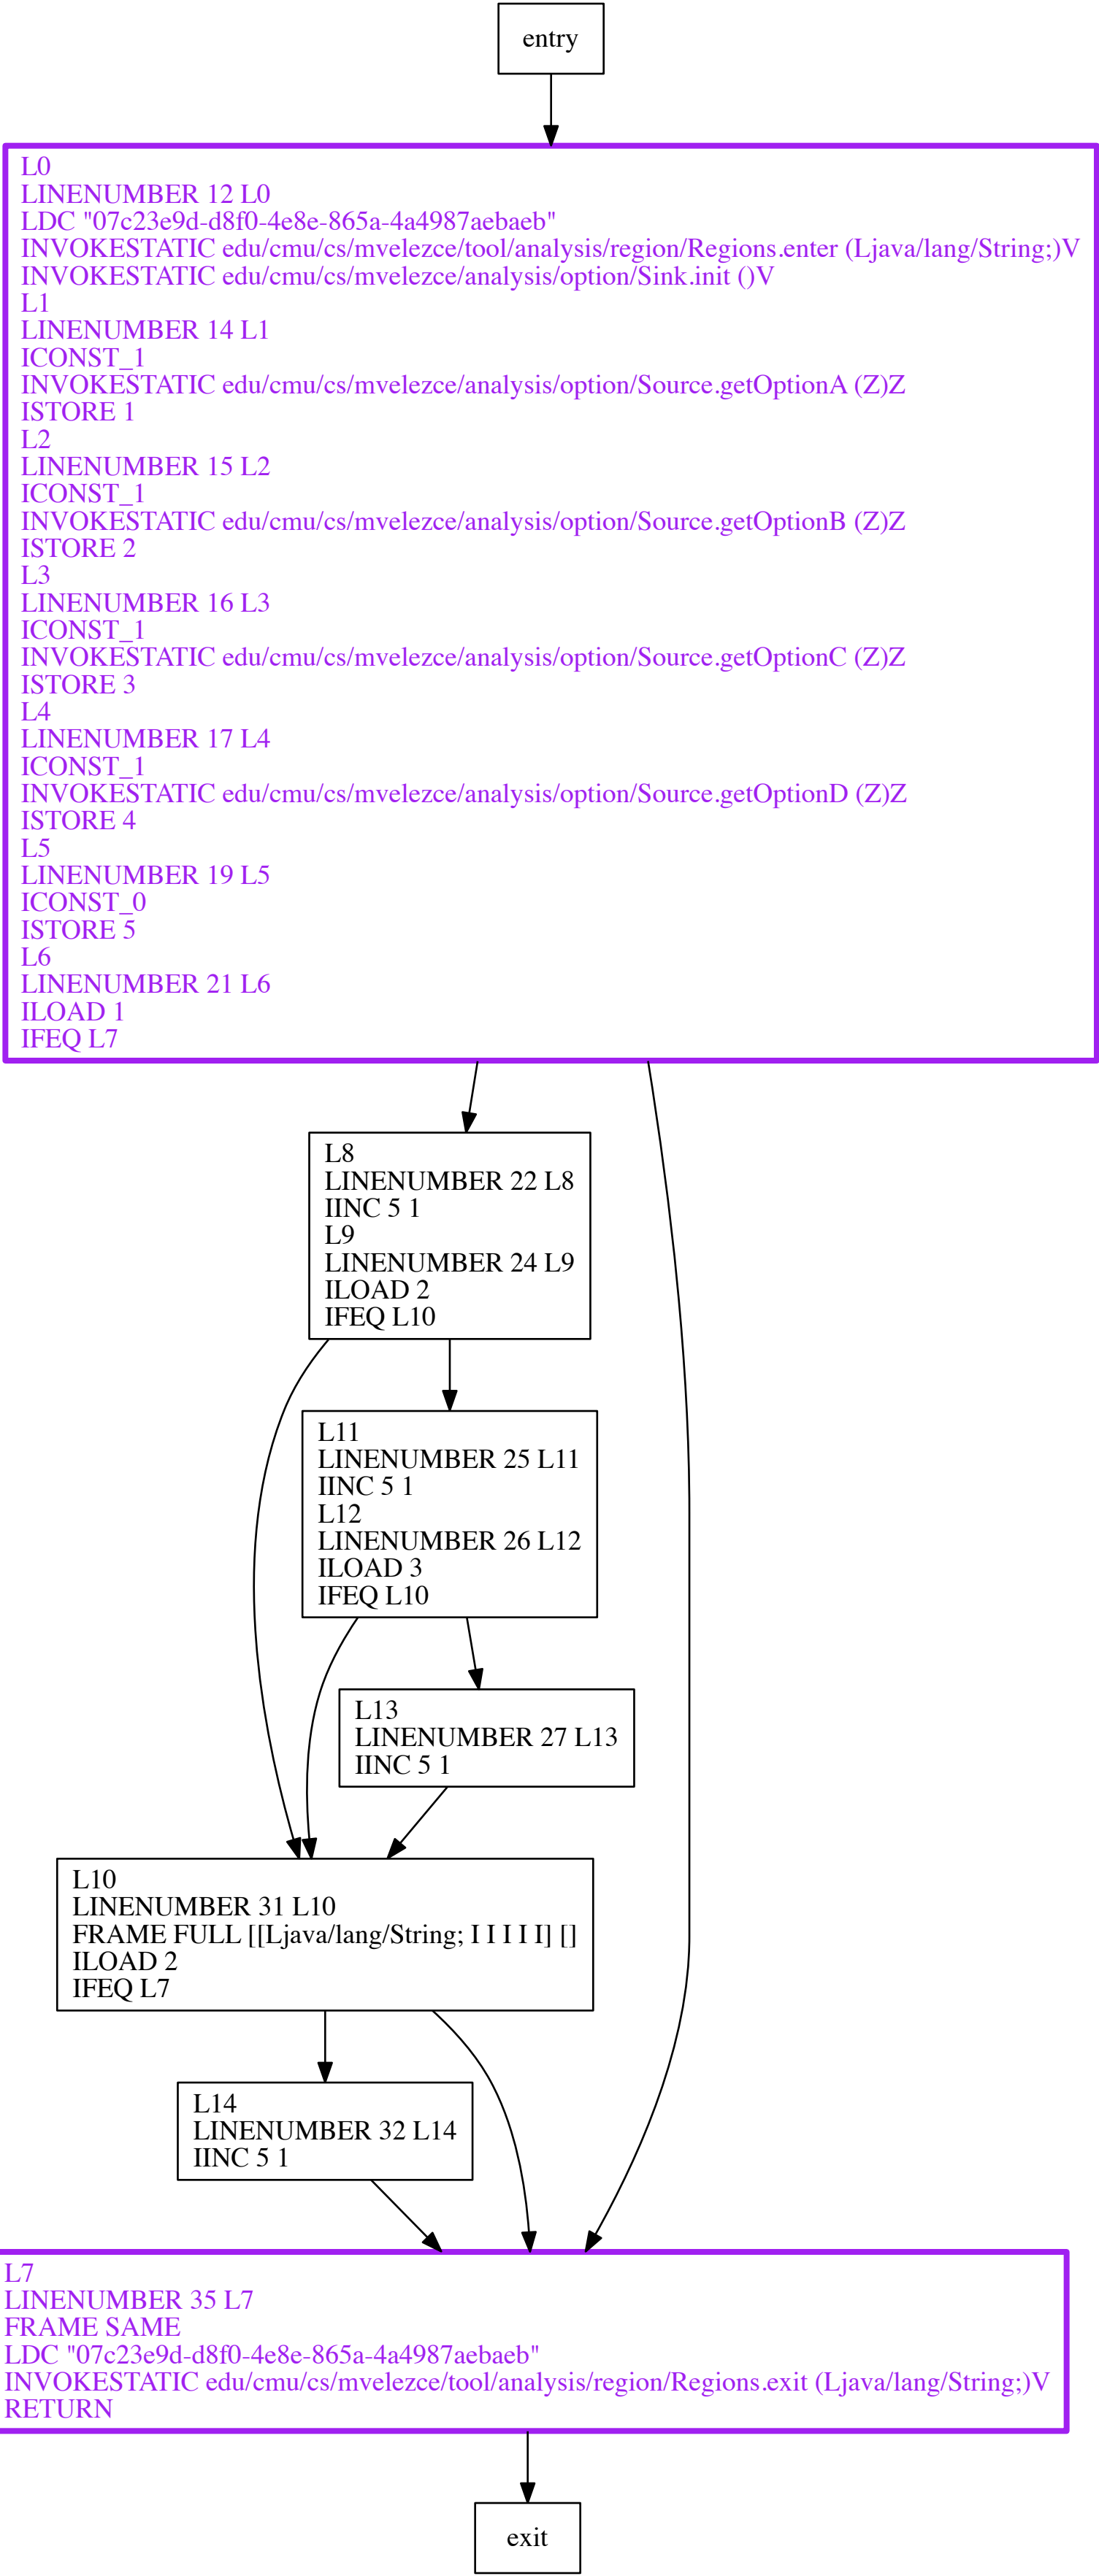 entry
L0
LINENUMBER 12 L0
LDC "07c23e9d-d8f0-4e8e-865a-4a4987aebaeb"
INVOKESTATIC edu/cmu/cs/mvelezce/tool/analysis/region/Regions.enter (Ljava/lang/String;)V
INVOKESTATIC edu/cmu/cs/mvelezce/analysis/option/Sink.init ()V
L1
LINENUMBER 14 L1
ICONST_1
INVOKESTATIC edu/cmu/cs/mvelezce/analysis/option/Source.getOptionA (Z)Z
ISTORE 1
L2
LINENUMBER 15 L2
ICONST_1
INVOKESTATIC edu/cmu/cs/mvelezce/analysis/option/Source.getOptionB (Z)Z
ISTORE 2
L3
LINENUMBER 16 L3
ICONST_1
INVOKESTATIC edu/cmu/cs/mvelezce/analysis/option/Source.getOptionC (Z)Z
ISTORE 3
L4
LINENUMBER 17 L4
ICONST_1
INVOKESTATIC edu/cmu/cs/mvelezce/analysis/option/Source.getOptionD (Z)Z
ISTORE 4
L5
LINENUMBER 19 L5
ICONST_0
ISTORE 5
L6
LINENUMBER 21 L6
ILOAD 1
IFEQ L7
L8
LINENUMBER 22 L8
IINC 5 1
L9
LINENUMBER 24 L9
ILOAD 2
IFEQ L10
L11
LINENUMBER 25 L11
IINC 5 1
L12
LINENUMBER 26 L12
ILOAD 3
IFEQ L10
L13
LINENUMBER 27 L13
IINC 5 1
L10
LINENUMBER 31 L10
FRAME FULL [[Ljava/lang/String; I I I I I] []
ILOAD 2
IFEQ L7
L14
LINENUMBER 32 L14
IINC 5 1
L7
LINENUMBER 35 L7
FRAME SAME
LDC "07c23e9d-d8f0-4e8e-865a-4a4987aebaeb"
INVOKESTATIC edu/cmu/cs/mvelezce/tool/analysis/region/Regions.exit (Ljava/lang/String;)V
RETURN
exit